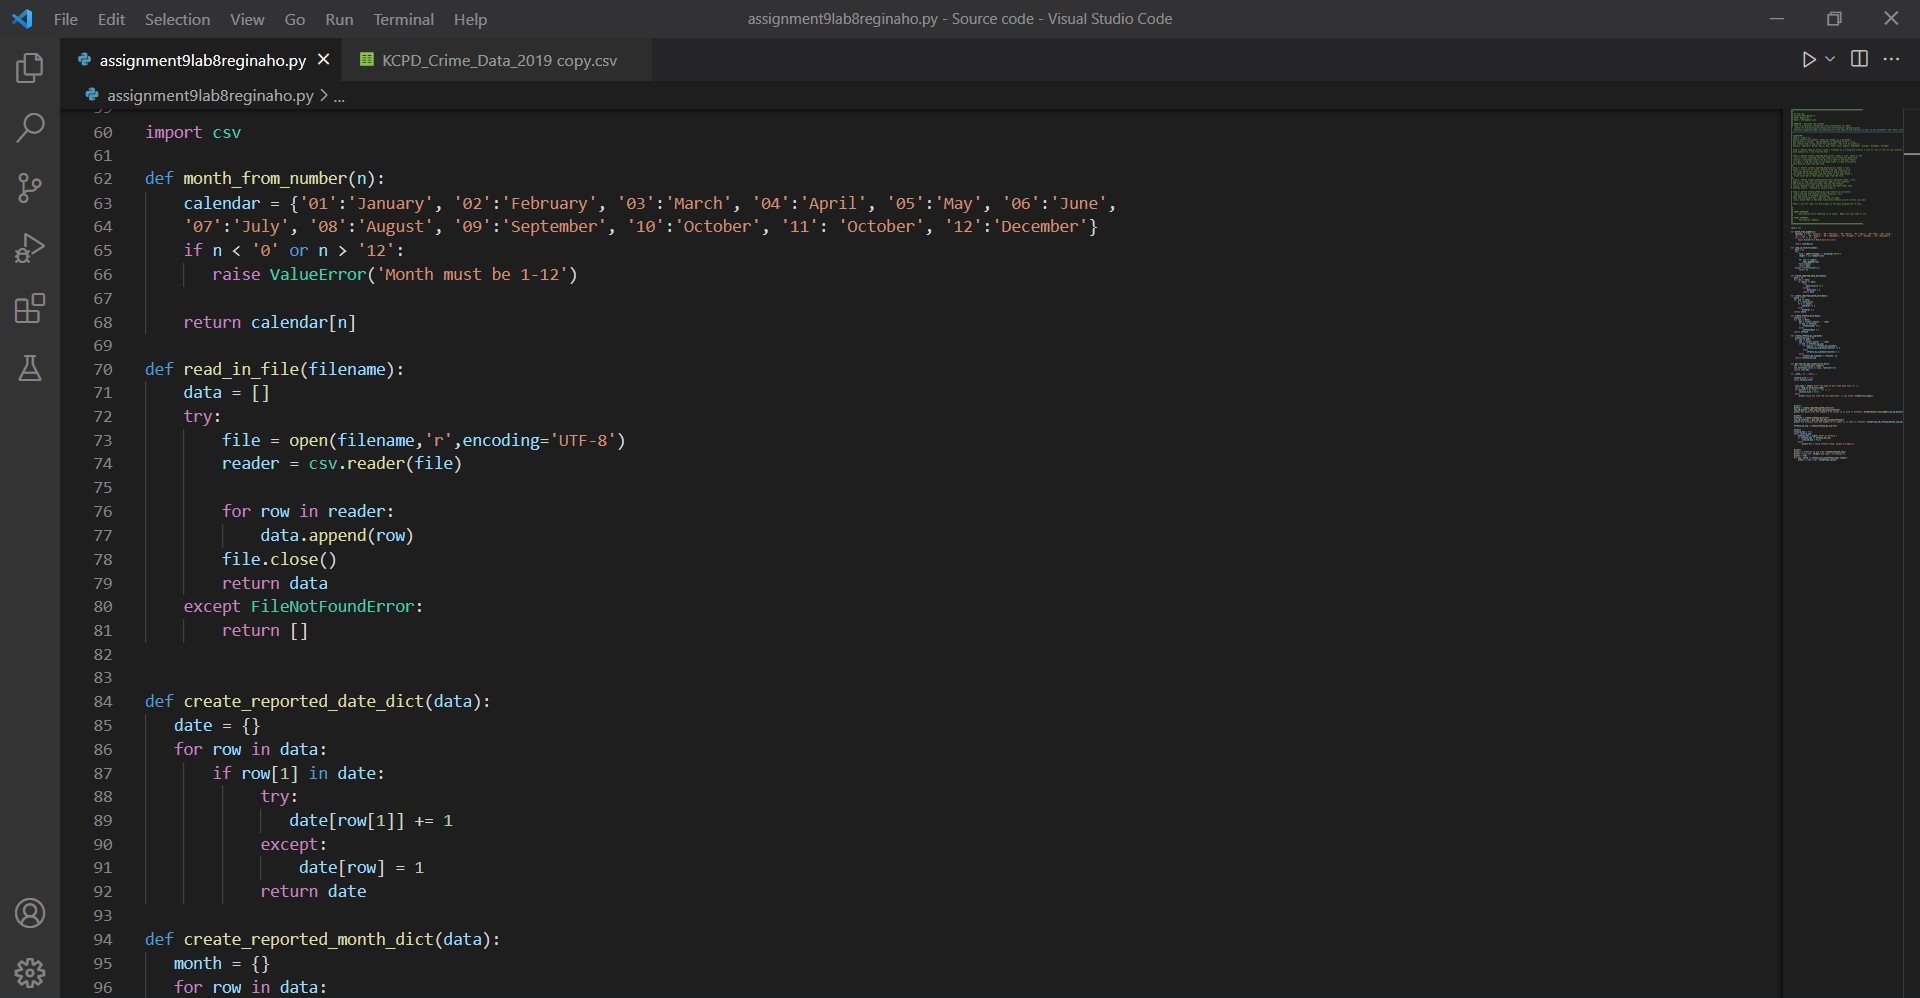 File Edit Selection View Go Run Terminal Help
assignment9lab8reginaho.py - Source code - Visual Studio Code
assignment9lab8reginaho.py
KCPD_Crime_Data_2019 copy.csv
assignment9lab8reginaho.py > ...
60 import csv
61
62 def month_from_number(n):
63     calendar = {'01':'January', '02':'February', '03':'March', '04':'April', '05':'May', '06':'June',
64     '07':'July', '08':'August', '09':'September', '10':'October', '11': 'October', '12':'December'}
65     if n < '0' or n > '12':
66        raise ValueError('Month must be 1-12')
67
68     return calendar[n]
69
70 def read_in_file(filename):
71     data = []
72     try:
73         file = open(filename,'r',encoding='UTF-8')
74         reader = csv.reader(file)
75
76         for row in reader:
77             data.append(row)
78         file.close()
79         return data
80     except FileNotFoundError:
81         return []
82
83
84 def create_reported_date_dict(data):
85    date = {}
86    for row in data:
87        if row[1] in date:
88             try:
89                date[row[1]] += 1
90             except:
91                 date[row] = 1
92             return date
93
94 def create_reported_month_dict(data):
95    month = {}
96    for row in data: